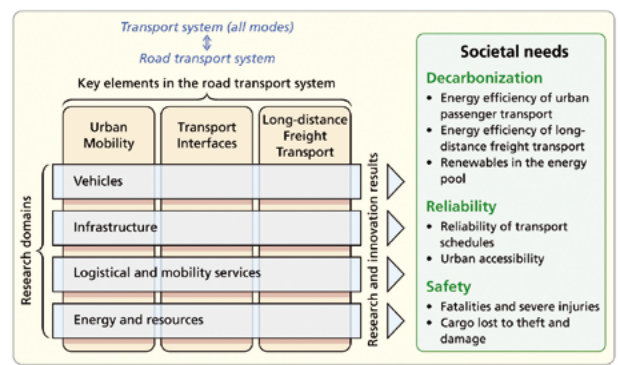 Transport system (all modes)
Road transport system
Key elements in the road transport system
Urban
Mobility
Transport
Interfaces
Long-distance
Freight
Transport
Research domains
Vehicles
Infrastructure
Logistical and mobility services
Energy and resources
Research and innovation results
Societal needs
Decarbonization
• Energy efficiency of urban
passenger transport
• Energy efficiency of long-
distance freight transport
• Renewables in the energy
pool
Reliability
• Reliability of transport
schedules
• Urban accessibility
Safety
• Fatalities and severe injuries
• Cargo lost to theft and
damage